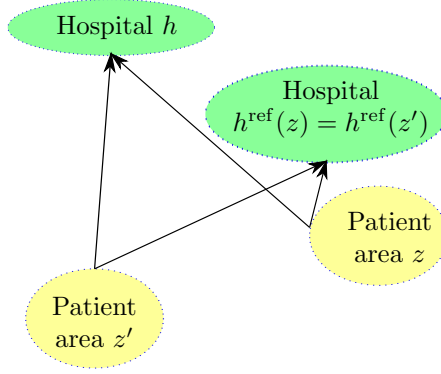 Hospital h
Hospital
h^ref(z) = h^ref(z′)
Patient
area z
Patient
area z′